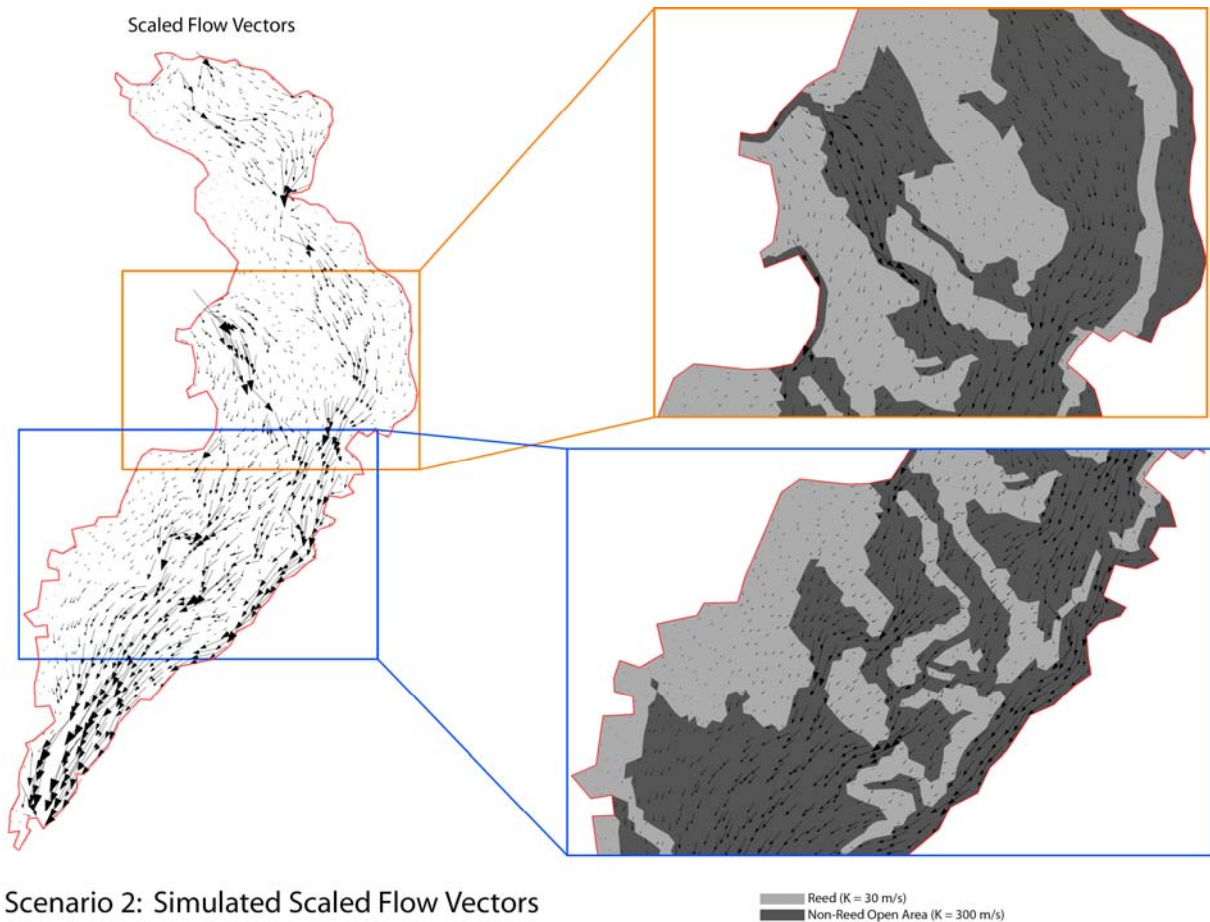 Scaled Flow Vectors
Scenario 2: Simulated Scaled Flow Vectors
Reed (K = 30 m/s)
Non-Reed Open Area (K = 300 m/s)